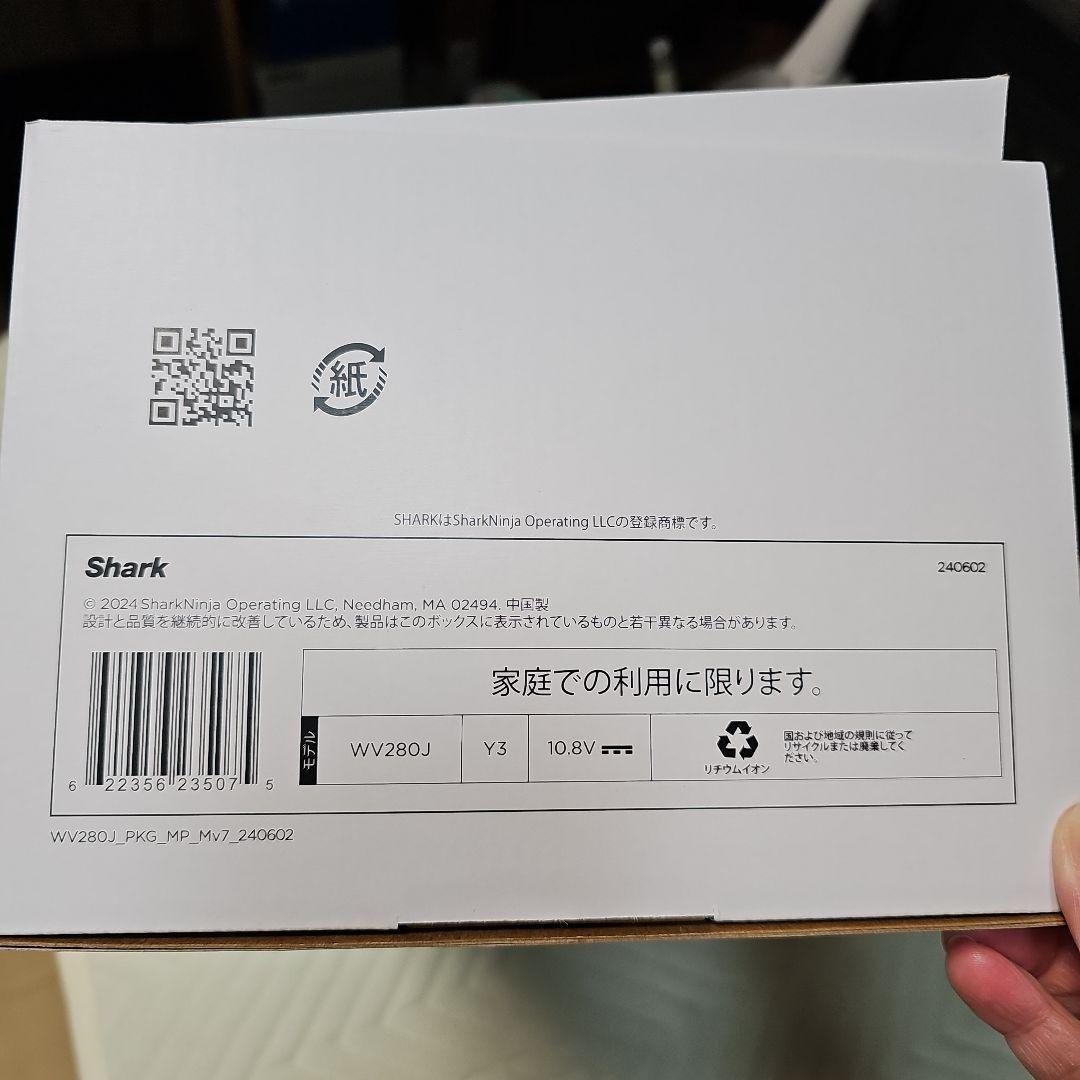 紙
SHARKはSharkNinja Operating LLCの登録商標です。
Shark
240602
© 2024 SharkNinja Operating LLC, Needham, MA 02494. 中国製
設計と品質を継続的に改善しているため、製品はこのボックスに表示されているものと若干異なる場合があります。
家庭での利用に限ります。
モデル
WV280J
Y3
10.8V
リチウムイオン
国および地域の規則に従って
リサイクルまたは廃棄してく
ださい。
6 22356 23507 5
WV280J_PKG_MP_Mv7_240602